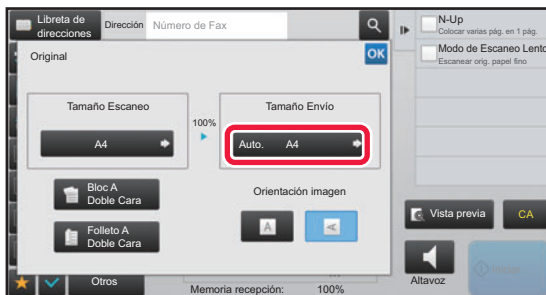 Libreta de
direcciones
Dirección
Número de Fax
N-Up
Colocar varias pág. en 1 pág.
Modo de Escaneo Lento
Escanear orig. papel fino
Original
OK
Tamaño Escaneo
100%
Tamaño Envío
A4
Auto. A4
Bloc A
Doble Cara
Orientación imagen
Folleto A
Doble Cara
A
A
Vista previa
CA
Otros
Memoria recepción: 100%
Altavoz